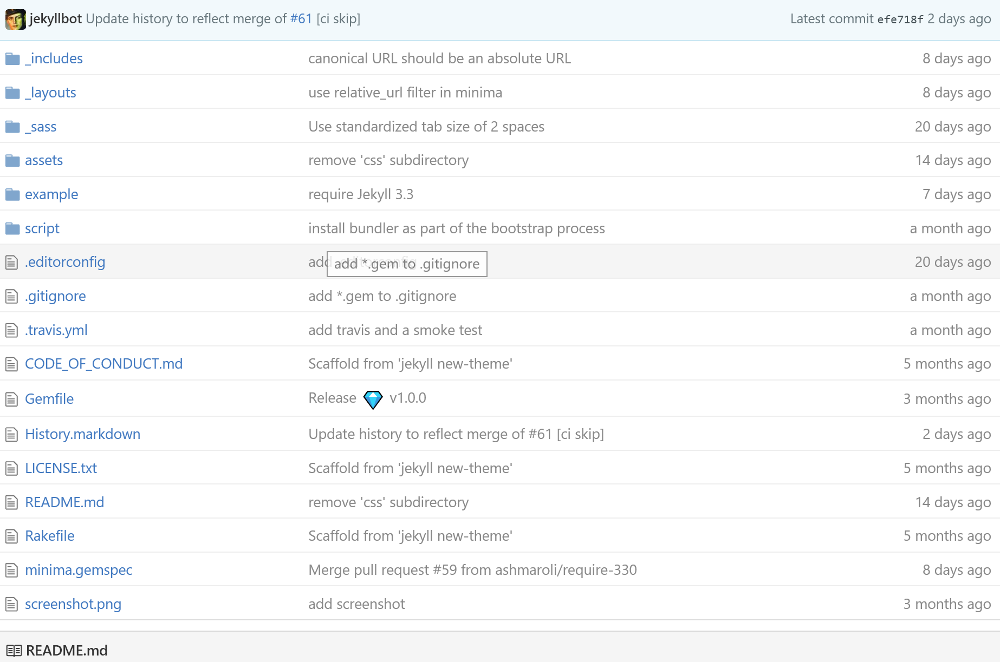 jekyllbot Update history to reflect merge of #61 [ci skip] Latest commit efe718f 2 days ago
_includes canonical URL should be an absolute URL 8 days ago
_layouts use relative_url filter in minima 8 days ago
_sass Use standardized tab size of 2 spaces 20 days ago
assets remove 'css' subdirectory 14 days ago
example require Jekyll 3.3 7 days ago
script install bundler as part of the bootstrap process a month ago
.editorconfig add .editorconfig 20 days ago
add *.gem to .gitignore
.gitignore add *.gem to .gitignore a month ago
.travis.yml add travis and a smoke test a month ago
CODE_OF_CONDUCT.md Scaffold from 'jekyll new-theme' 5 months ago
Gemfile Release v1.0.0 3 months ago
History.markdown Update history to reflect merge of #61 [ci skip] 2 days ago
LICENSE.txt Scaffold from 'jekyll new-theme' 5 months ago
README.md remove 'css' subdirectory 14 days ago
Rakefile Scaffold from 'jekyll new-theme' 5 months ago
minima.gemspec Merge pull request #59 from ashmaroli/require-330 8 days ago
screenshot.png add screenshot 3 months ago
README.md